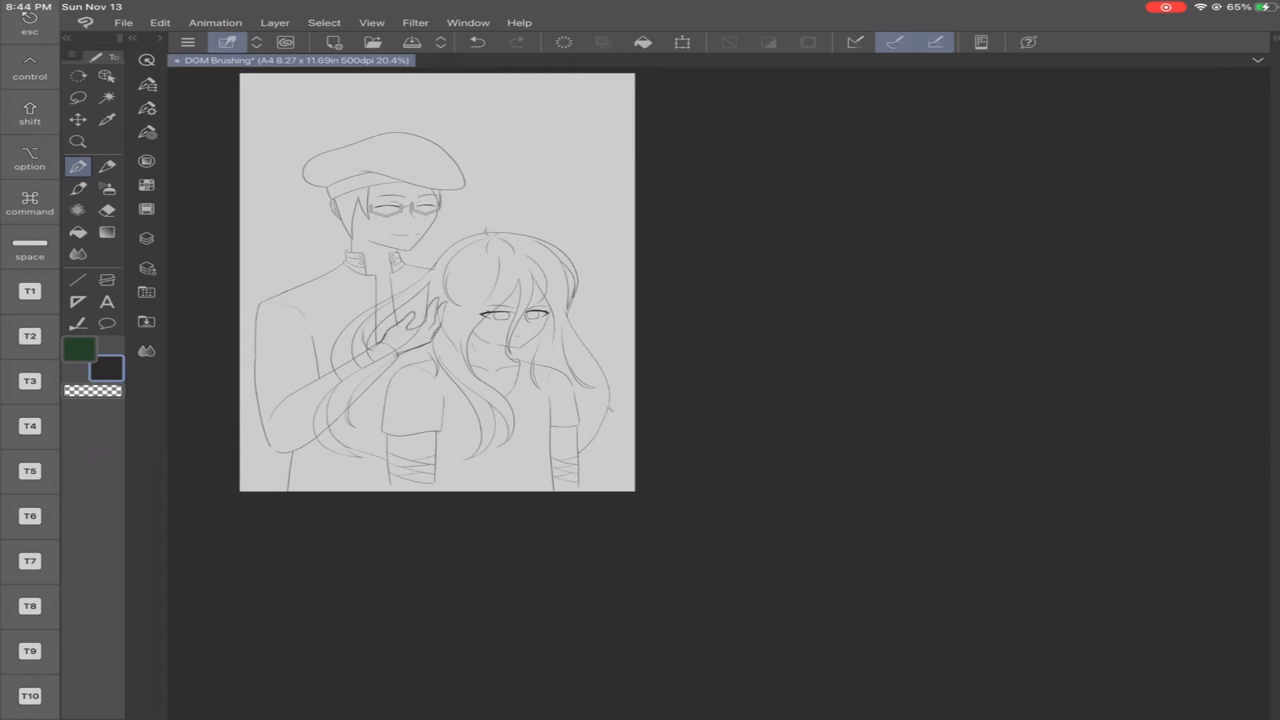 8:44 PM Sun Nov 13 65%
esc
File Edit Animation Layer Select View Filter Window Help
DGM Brushing* (A4 8.27 x 11.69in 500dpi 20.4%)
control
shift
option
command
space
T1
T2
T3
T4
T5
T6
T7
T8
T9
T10